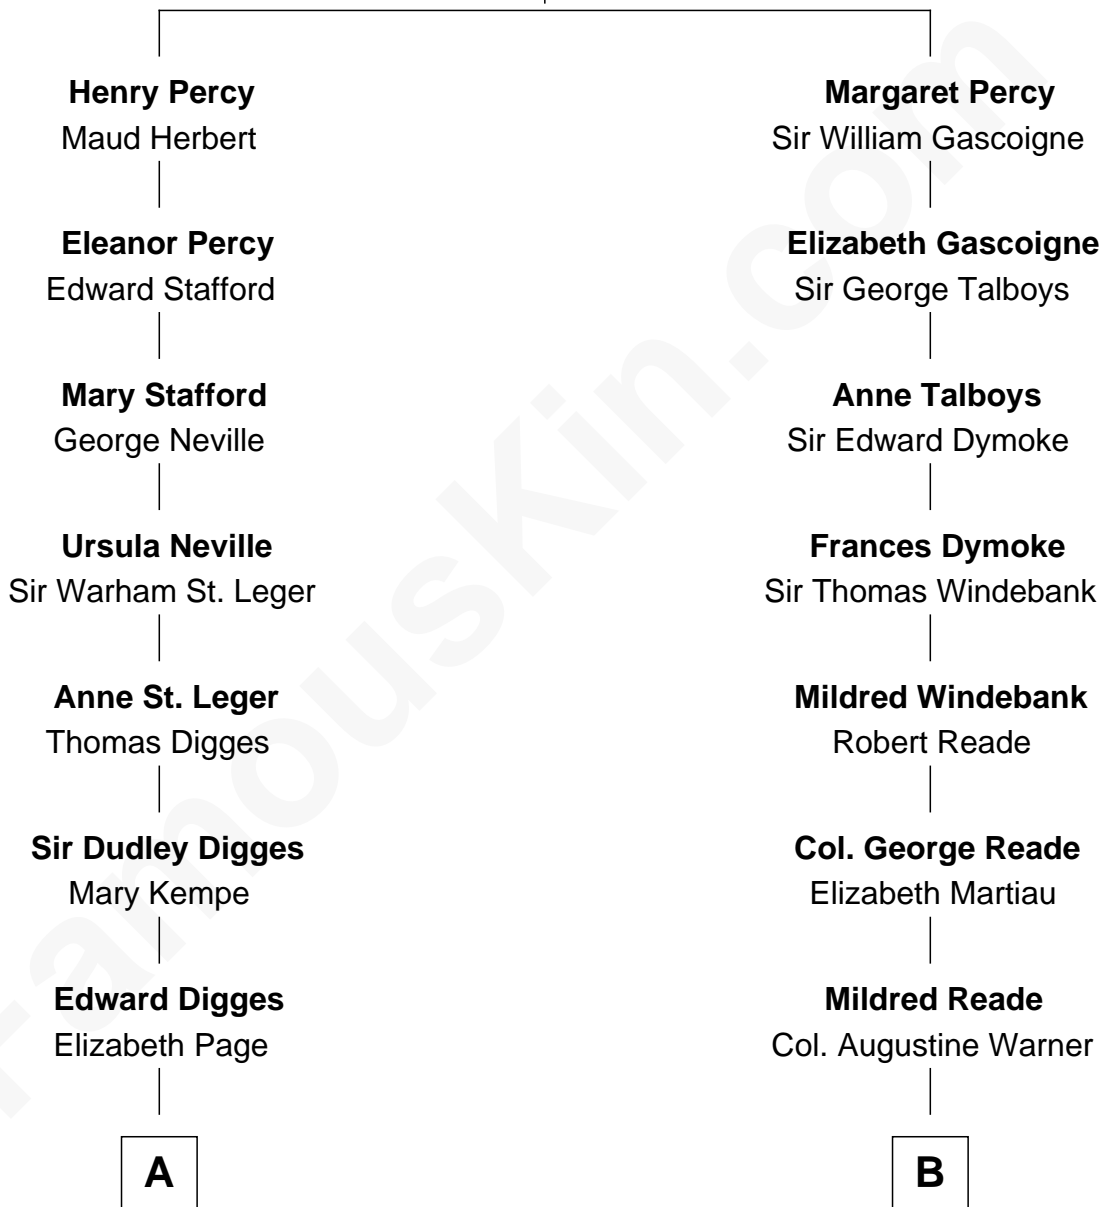 Henry Percy
Maud Herbert
Margaret Percy
Sir William Gascoigne
Eleanor Percy
Edward Stafford
Elizabeth Gascoigne
Sir George Talboys
Mary Stafford
George Neville
Anne Talboys
Sir Edward Dymoke
Ursula Neville
Sir Warham St. Leger
Frances Dymoke
Sir Thomas Windebank
Anne St. Leger
Thomas Digges
Mildred Windebank
Robert Reade
Sir Dudley Digges
Mary Kempe
Col. George Reade
Elizabeth Martiau
Edward Digges
Elizabeth Page
Mildred Reade
Col. Augustine Warner
A
B
FamousKin.com